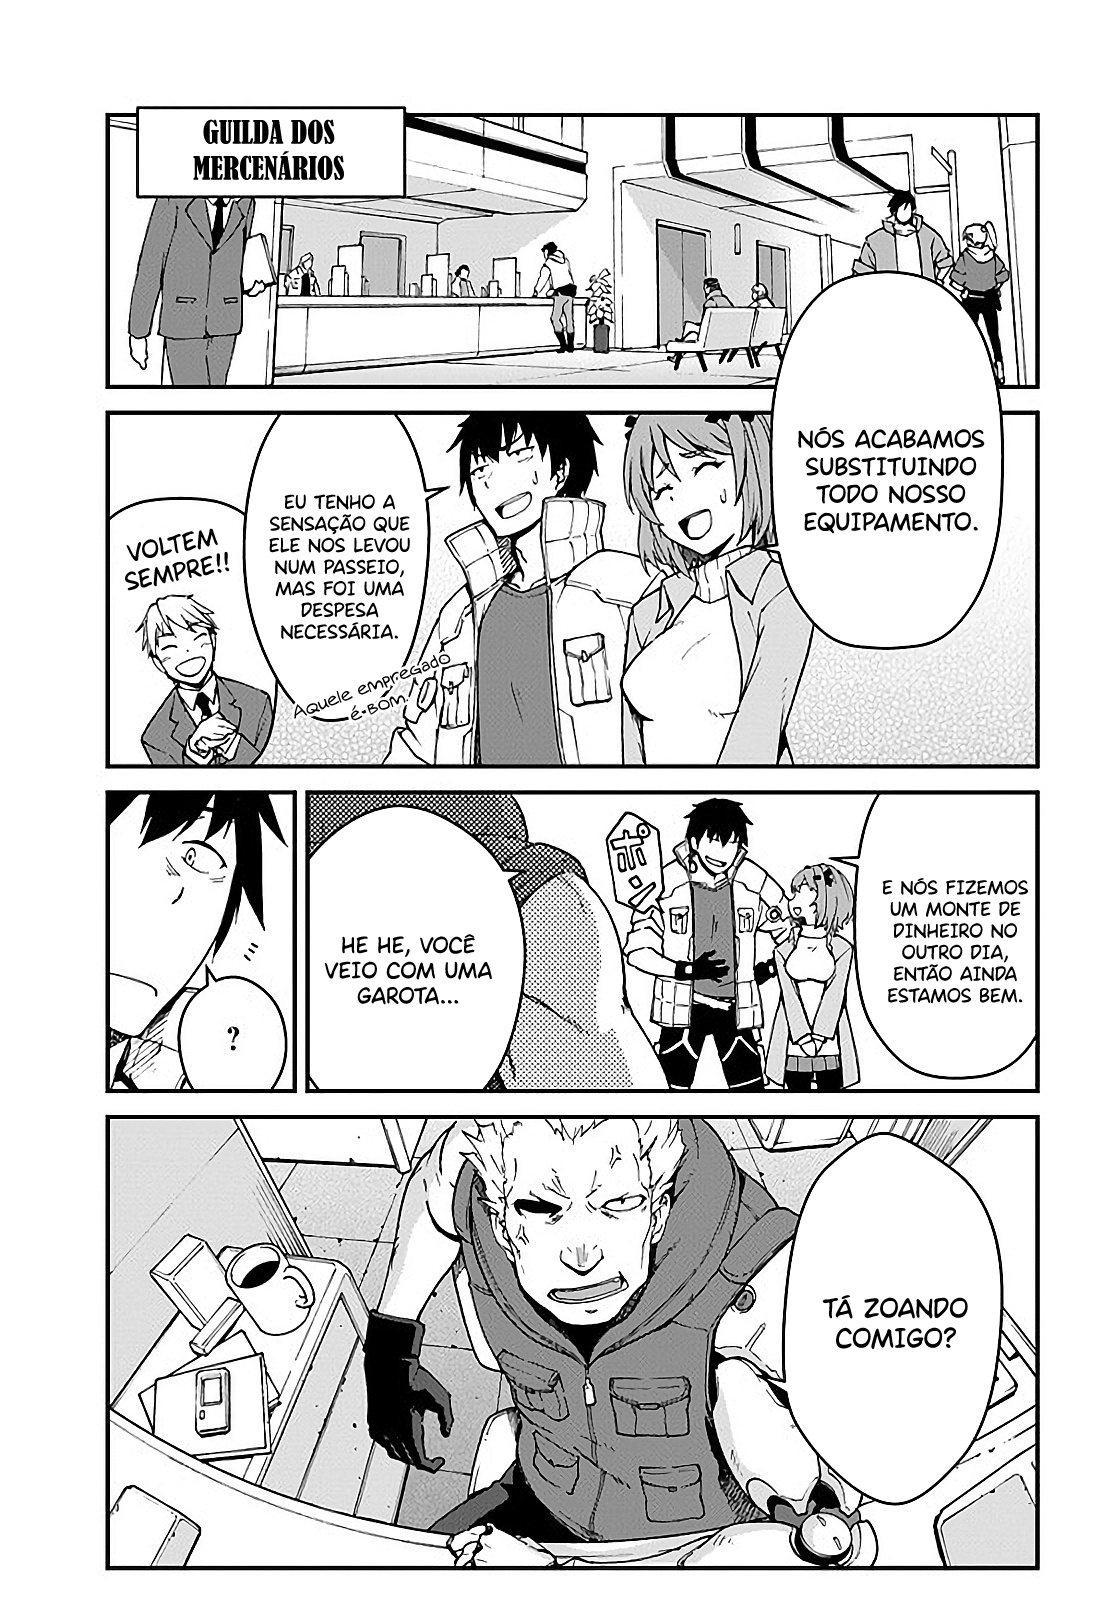 GUILDA DOS
MERCENÁRIOS
NÓS ACABAMOS
SUBSTITUINDO
TODO NOSSO
EQUIPAMENTO.
EU TENHO A
SENSAÇÃO QUE
ELE NOS LEVOU
NUM PASSEIO,
MAS FOI UMA
DESPESA
NECESSÁRIA.
Aquele empregado
é BOM.
VOLTEM
SEMPRE!!
E NÓS FIZEMOS
UM MONTE DE
DINHEIRO NO
OUTRO DIA,
ENTÃO AINDA
ESTAMOS BEM.
ポン
HE HE, VOCÊ
VEIO COM UMA
GAROTA...
?
TÁ ZOANDO
COMIGO?